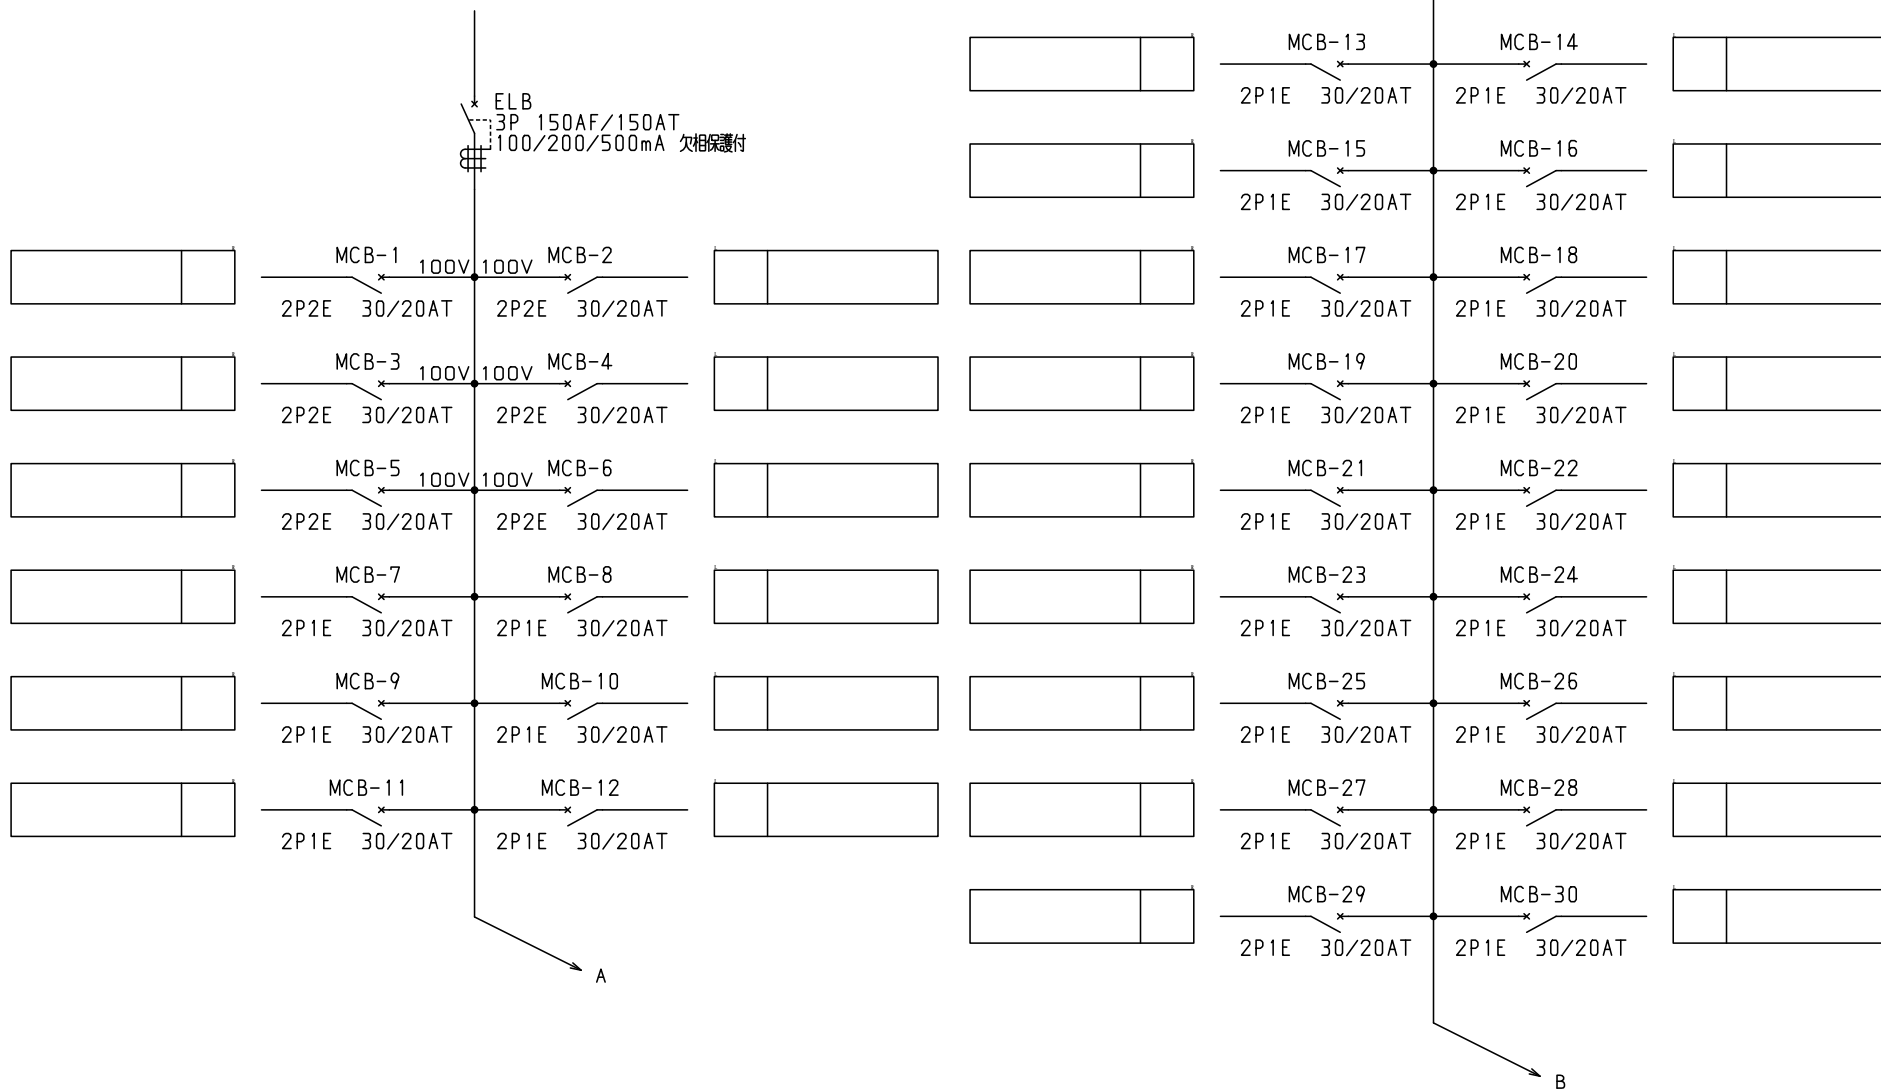 ELB
3P 150AF/150AT
100/200/500mA 欠相保護付
MCB-1 100V 100V MCB-2
2P2E 30/20AT 2P2E 30/20AT
MCB-3 100V 100V MCB-4
2P2E 30/20AT 2P2E 30/20AT
MCB-5 100V 100V MCB-6
2P2E 30/20AT 2P2E 30/20AT
MCB-7 MCB-8
2P1E 30/20AT 2P1E 30/20AT
MCB-9 MCB-10
2P1E 30/20AT 2P1E 30/20AT
MCB-11 MCB-12
2P1E 30/20AT 2P1E 30/20AT
A
MCB-13 MCB-14
2P1E 30/20AT 2P1E 30/20AT
MCB-15 MCB-16
2P1E 30/20AT 2P1E 30/20AT
MCB-17 MCB-18
2P1E 30/20AT 2P1E 30/20AT
MCB-19 MCB-20
2P1E 30/20AT 2P1E 30/20AT
MCB-21 MCB-22
2P1E 30/20AT 2P1E 30/20AT
MCB-23 MCB-24
2P1E 30/20AT 2P1E 30/20AT
MCB-25 MCB-26
2P1E 30/20AT 2P1E 30/20AT
MCB-27 MCB-28
2P1E 30/20AT 2P1E 30/20AT
MCB-29 MCB-30
2P1E 30/20AT 2P1E 30/20AT
B